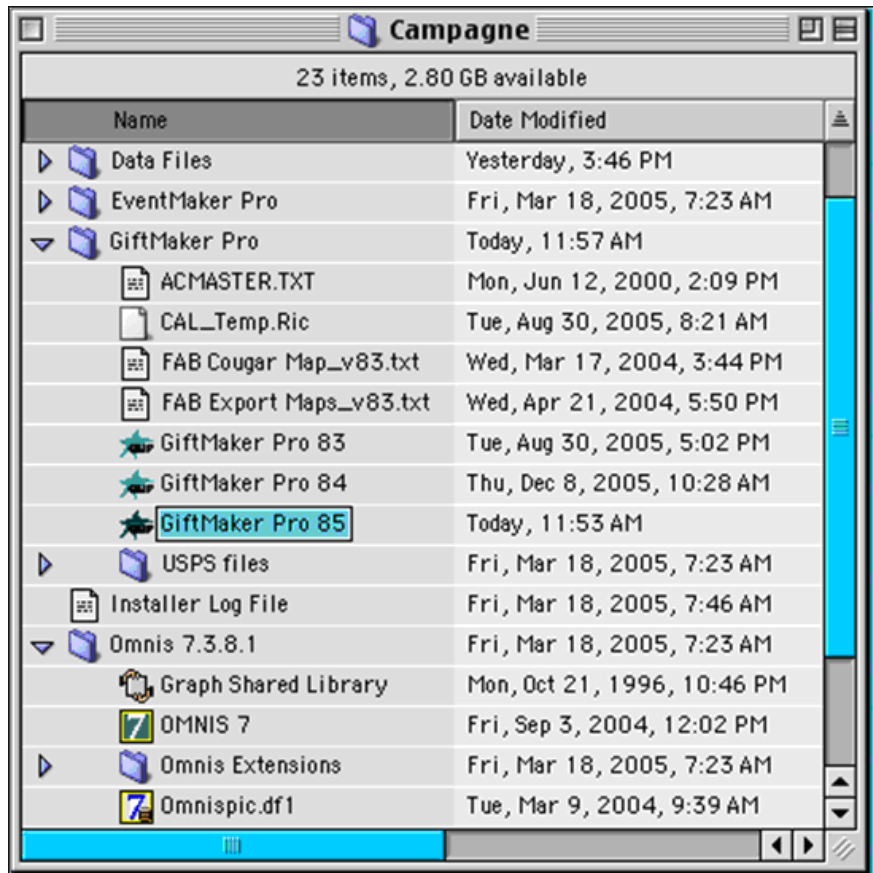 Campagne
23 items, 2.80 GB available
Name Date Modified
Data Files Yesterday, 3:46 PM
EventMaker Pro Fri, Mar 18, 2005, 7:23 AM
GiftMaker Pro Today, 11:57 AM
ACMASTER.TXT Mon, Jun 12, 2000, 2:09 PM
CAL_Temp.Ric Tue, Aug 30, 2005, 8:21 AM
FAB Cougar Map_v83.txt Wed, Mar 17, 2004, 3:44 PM
FAB Export Maps_v83.txt Wed, Apr 21, 2004, 5:50 PM
GiftMaker Pro 83 Tue, Aug 30, 2005, 5:02 PM
GiftMaker Pro 84 Thu, Dec 8, 2005, 10:28 AM
GiftMaker Pro 85 Today, 11:53 AM
USPS files Fri, Mar 18, 2005, 7:23 AM
Installer Log File Fri, Mar 18, 2005, 7:46 AM
Omnis 7.3.8.1 Fri, Mar 18, 2005, 7:23 AM
Graph Shared Library Mon, Oct 21, 1996, 10:46 PM
7 OMNIS 7 Fri, Sep 3, 2004, 12:02 PM
Omnis Extensions Fri, Mar 18, 2005, 7:23 AM
7 Omnispic.df1 Tue, Mar 9, 2004, 9:39 AM